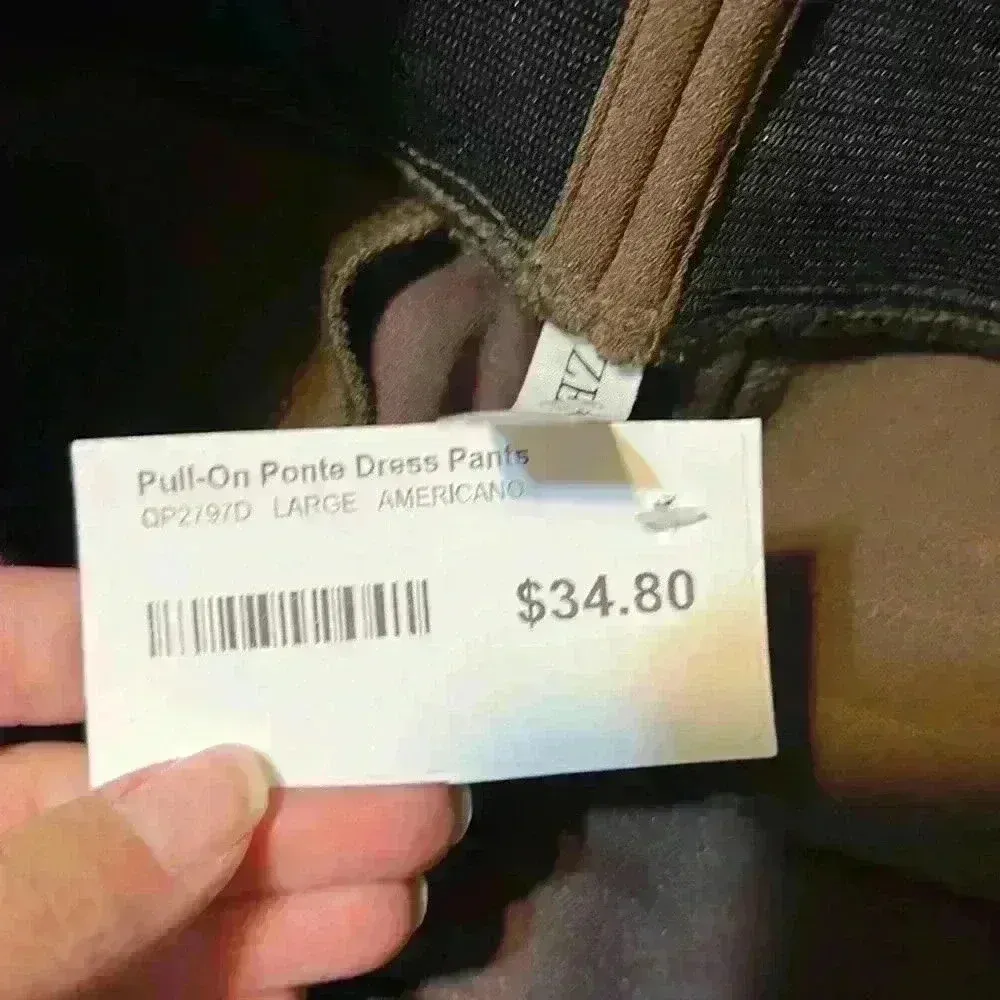 Pull-On Ponte Dress Pants
QP2797D LARGE AMERICANO
$34.80